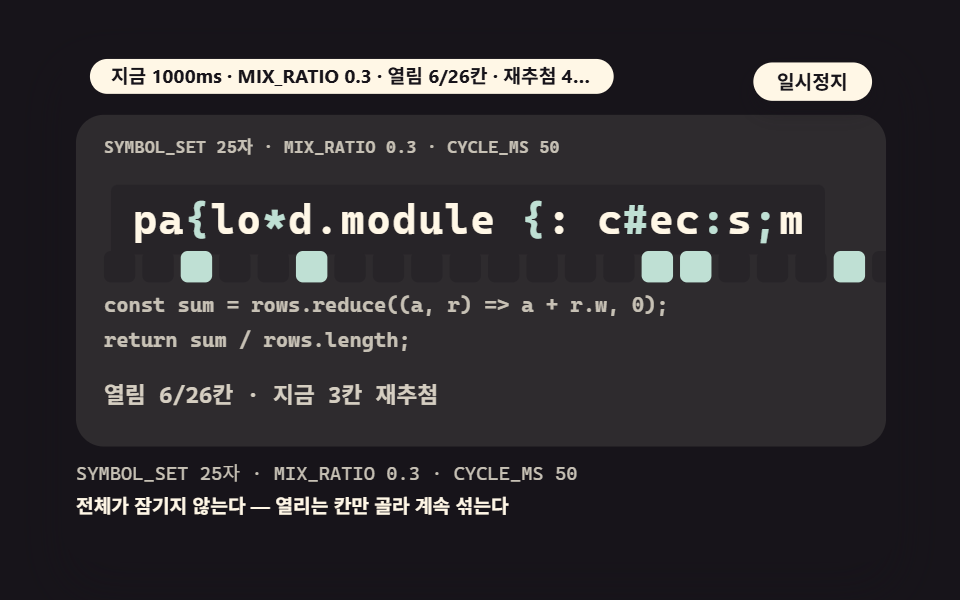 지금 1000ms · MIX_RATIO 0.3 · 열림 6/26칸 · 재추첨 4…
일시정지
SYMBOL_SET 25자 · MIX_RATIO 0.3 · CYCLE_MS 50
pa{lo*d.module {: c#ec:s;m
const sum = rows.reduce((a, r) => a + r.w, 0);
return sum / rows.length;
열림 6/26칸 · 지금 3칸 재추첨
SYMBOL_SET 25자 · MIX_RATIO 0.3 · CYCLE_MS 50
전체가 잠기지 않는다 — 열리는 칸만 골라 계속 섞는다